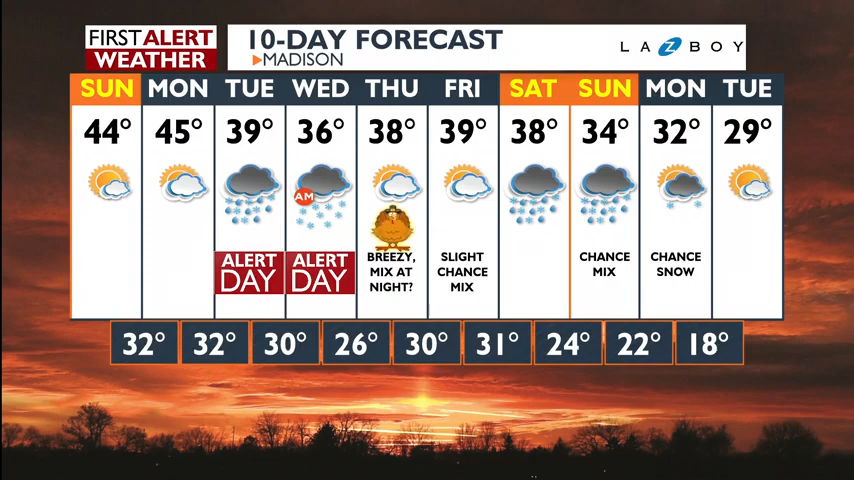 FIRST ALERT
WEATHER
10-DAY FORECAST
MADISON
LA Z BOY
SUN MON TUE WED THU FRI SAT SUN MON TUE
44° 45° 39° 36° 38° 39° 38° 34° 32° 29°
AM
ALERT
DAY
ALERT
DAY
BREEZY,
MIX AT
NIGHT?
SLIGHT
CHANCE
MIX
CHANCE
MIX
CHANCE
SNOW
32° 32° 30° 26° 30° 31° 24° 22° 18°